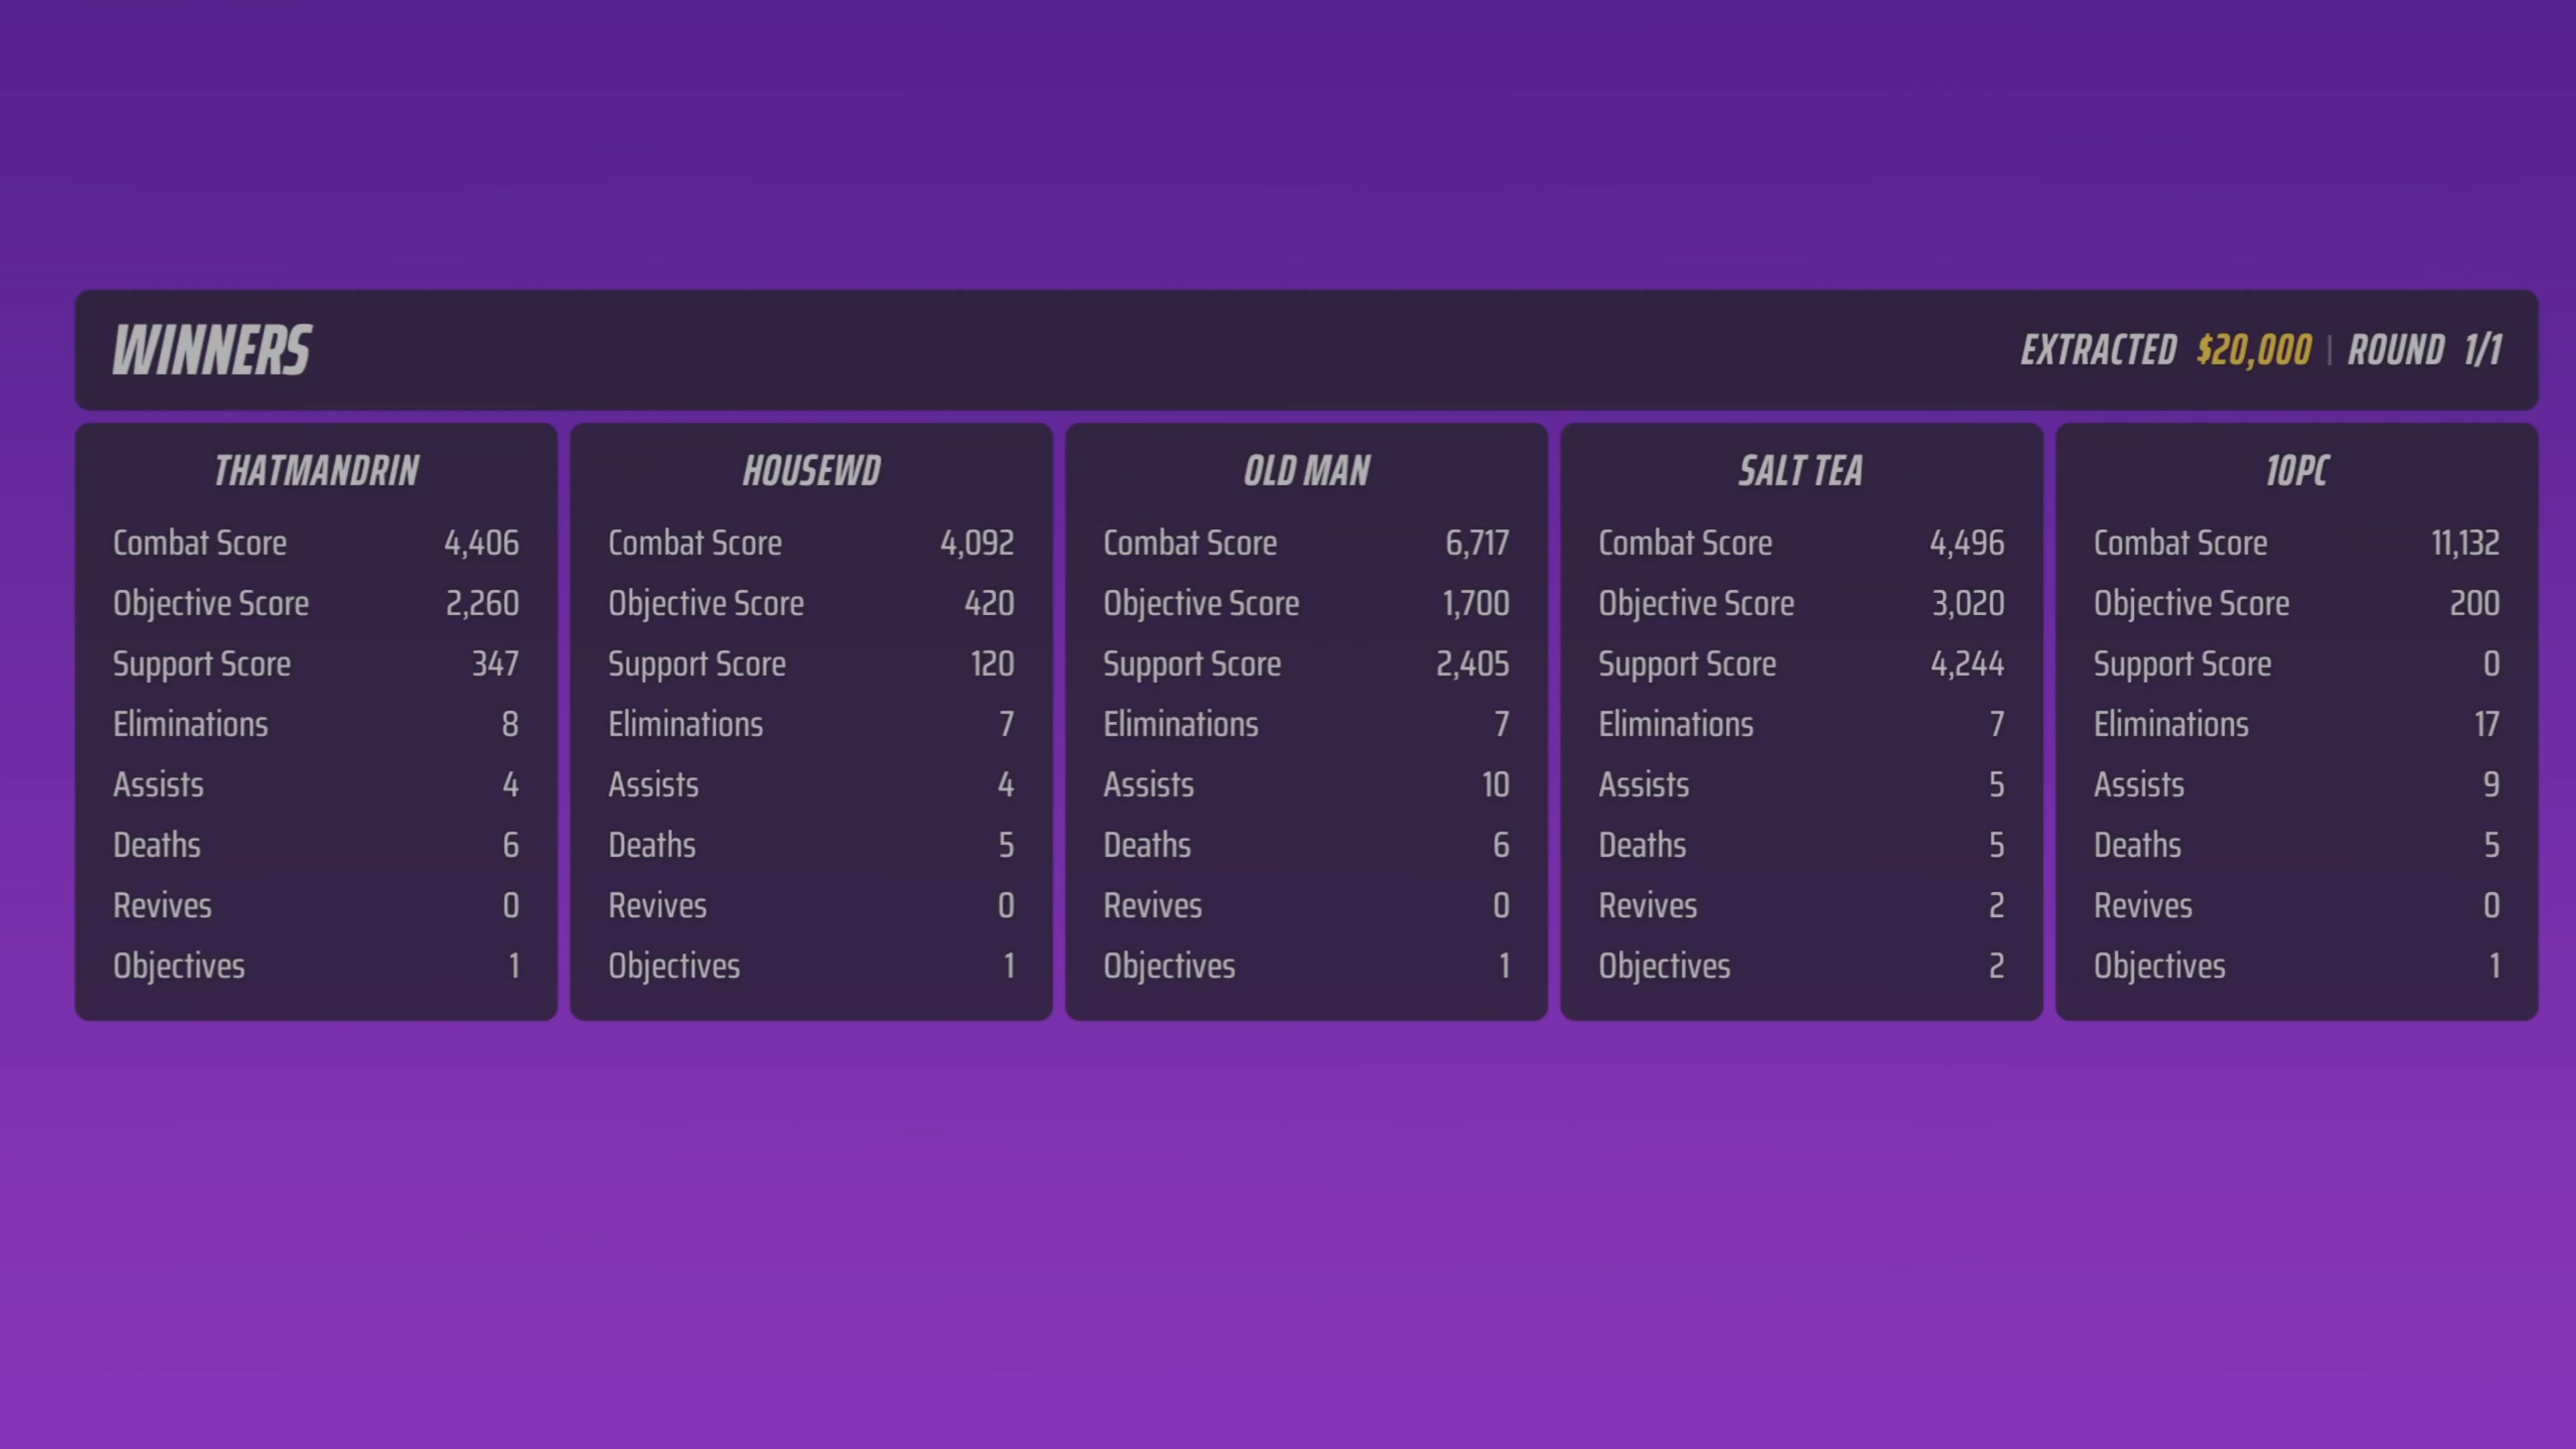 WINNERS
EXTRACTED $20,000 | ROUND 1/1
THATMANDRIN
Combat Score 4,406
Objective Score 2,260
Support Score 347
Eliminations 8
Assists 4
Deaths 6
Revives 0
Objectives 1
HOUSEWD
Combat Score 4,092
Objective Score 420
Support Score 120
Eliminations 7
Assists 4
Deaths 5
Revives 0
Objectives 1
OLD MAN
Combat Score 6,717
Objective Score 1,700
Support Score 2,405
Eliminations 7
Assists 10
Deaths 6
Revives 0
Objectives 1
SALT TEA
Combat Score 4,496
Objective Score 3,020
Support Score 4,244
Eliminations 7
Assists 5
Deaths 5
Revives 2
Objectives 2
10PC
Combat Score 11,132
Objective Score 200
Support Score 0
Eliminations 17
Assists 9
Deaths 5
Revives 0
Objectives 1